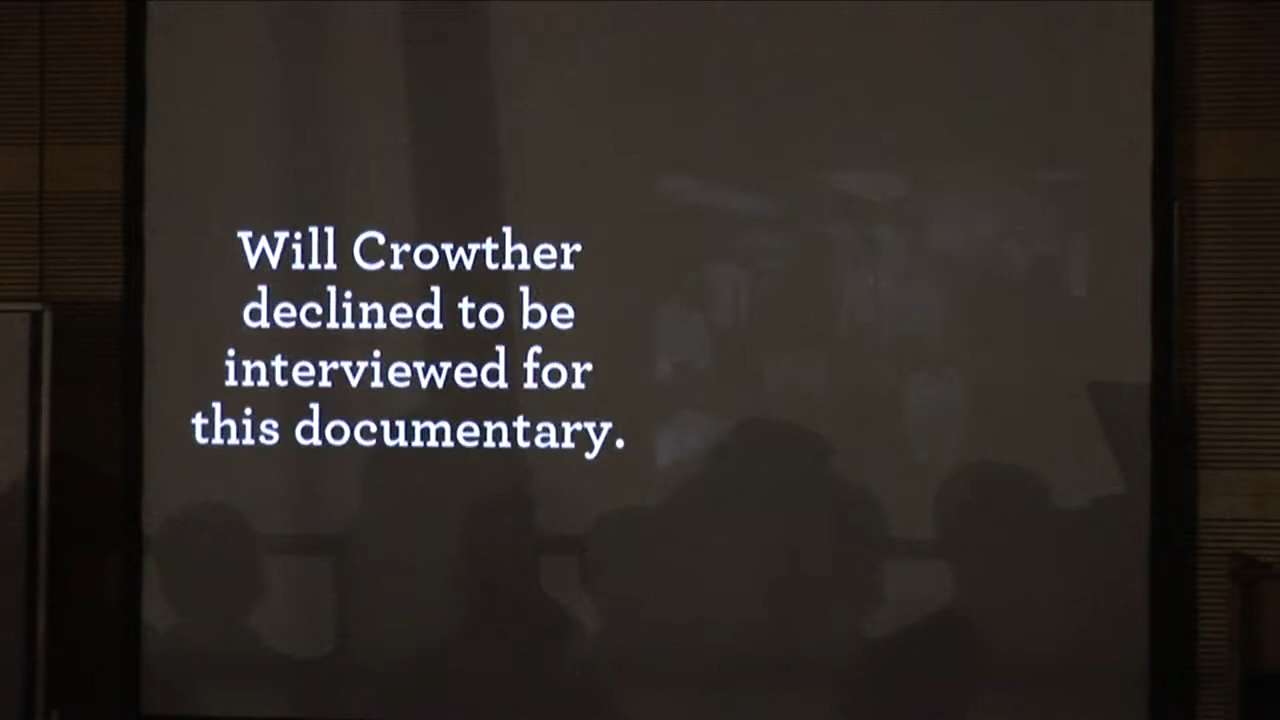 Will Crowther
declined to be
interviewed for
this documentary.